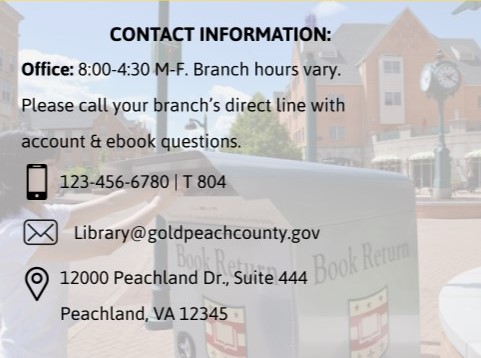 CONTACT INFORMATION:
Office: 8:00-4:30 M-F. Branch hours vary.
Please call your branch's direct line with
account & ebook questions.
123-456-6780 | T 804
Library@goldpeachcounty.gov
12000 Peachland Dr., Suite 444
Peachland, VA 12345
Book Return
Book Return